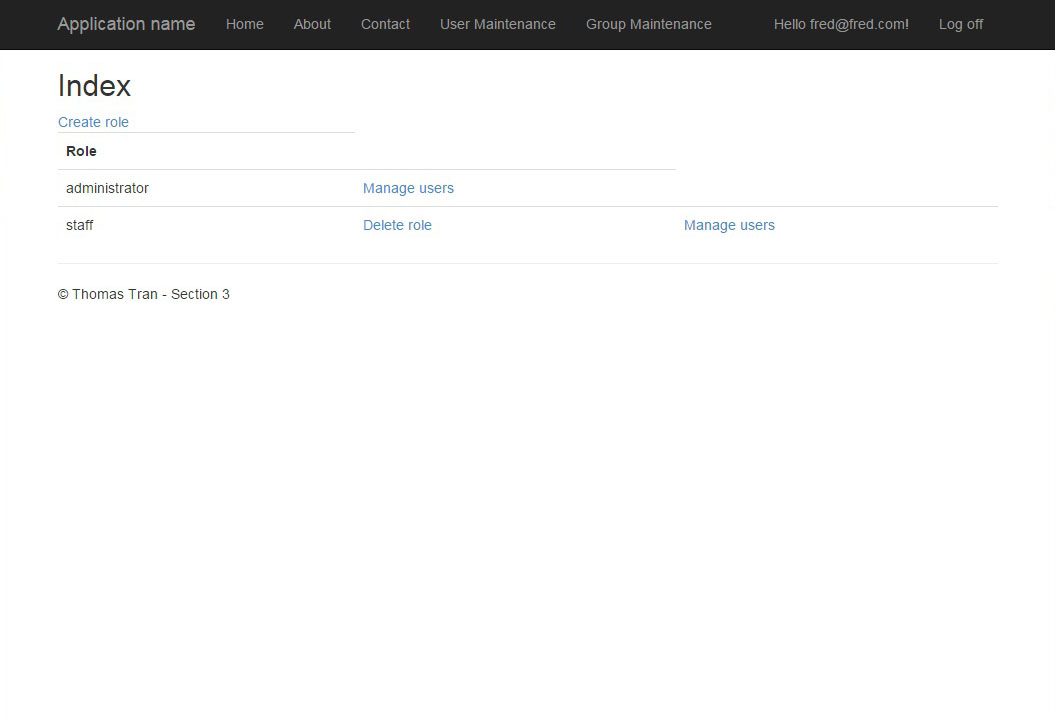 Application name Home About Contact User Maintenance Group Maintenance Hello fred@fred.com! Log off
Index
Create role
Role
administrator Manage users
staff Delete role Manage users
© Thomas Tran - Section 3